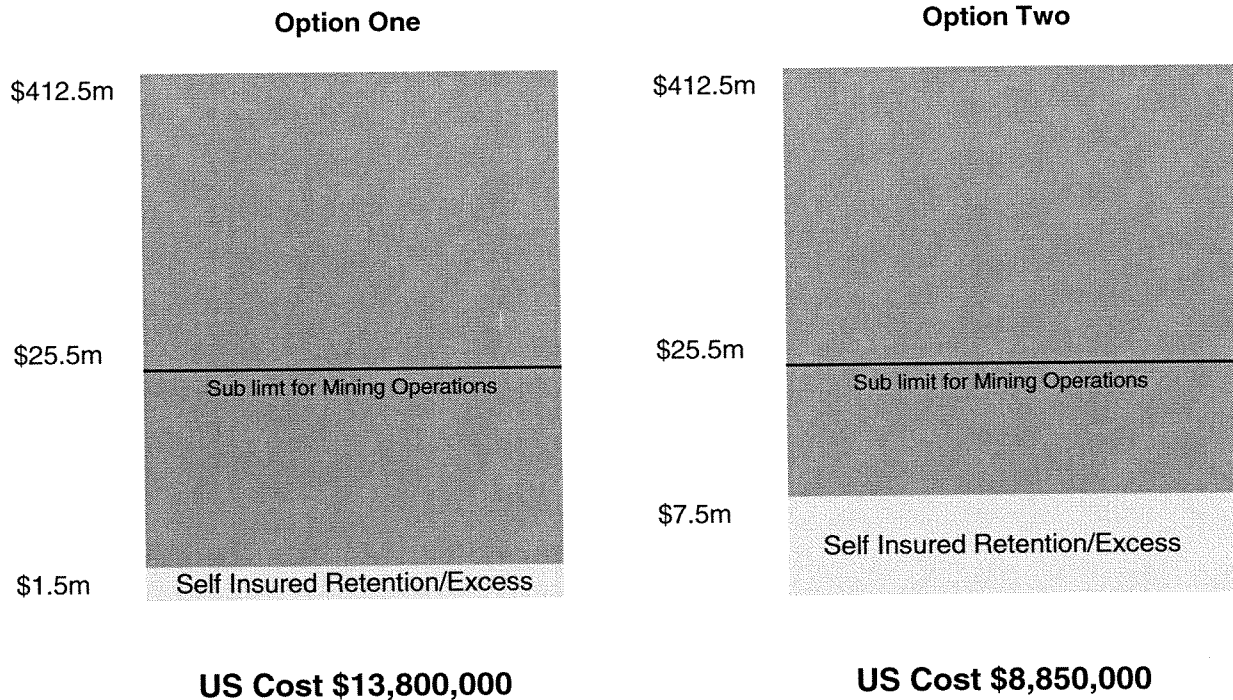 Option One
$412.5m
$25.5m
Sub limt for Mining Operations
Self Insured Retention/Excess
$1.5m
US Cost $13,800,000
Option Two
$412.5m
$25.5m
Sub limit for Mining Operations
$7.5m
Self Insured Retention/Excess
US Cost $8,850,000